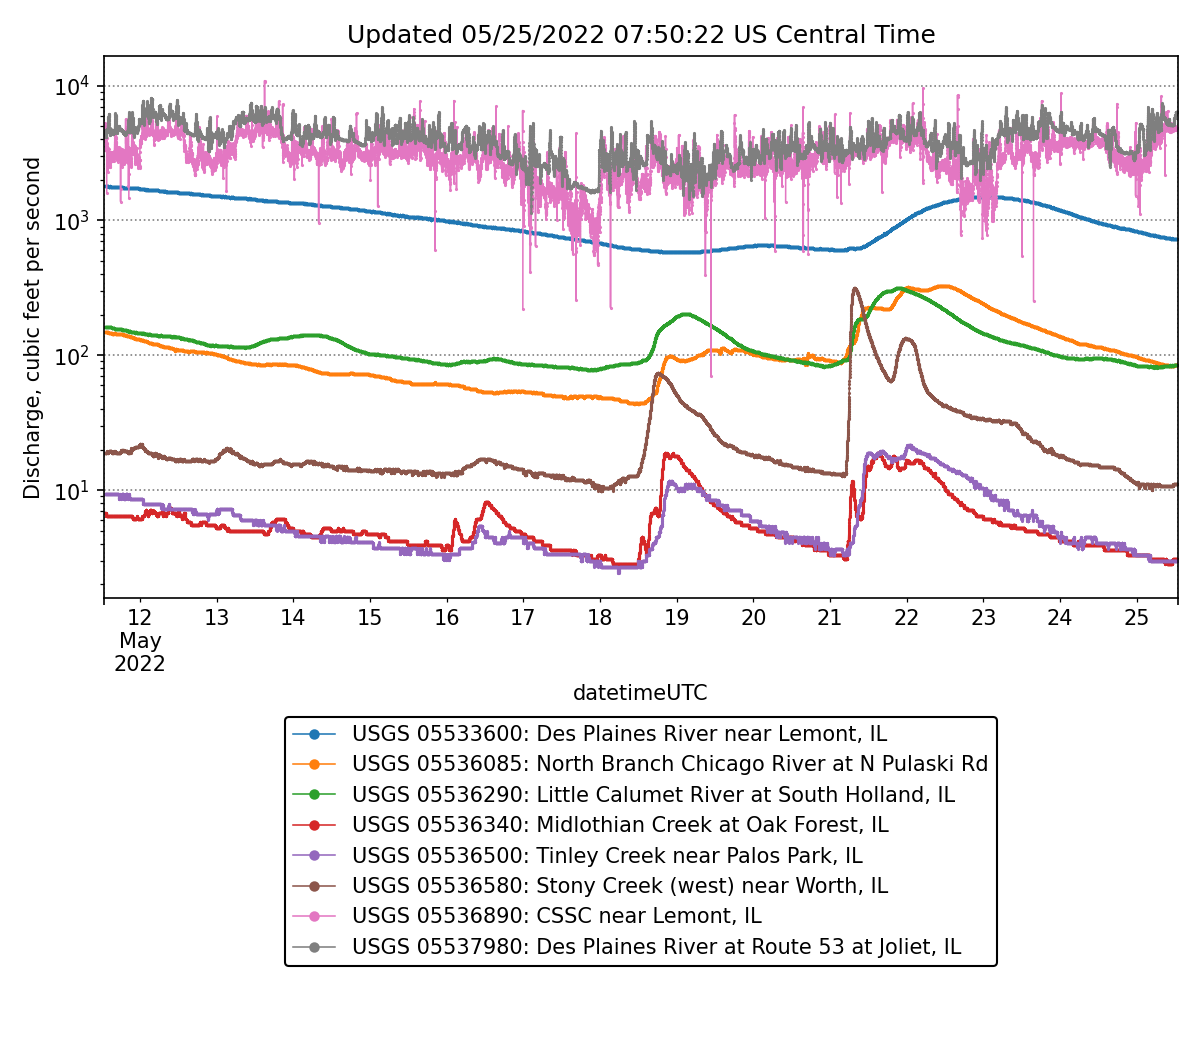 Updated 05/25/2022 07:50:22 US Central Time
Discharge, cubic feet per second
10^4
10^3
10^2
10^1
12 13 14 15 16 17 18 19 20 21 22 23 24 25
May
2022
datetimeUTC
USGS 05533600: Des Plaines River near Lemont, IL
USGS 05536085: North Branch Chicago River at N Pulaski Rd
USGS 05536290: Little Calumet River at South Holland, IL
USGS 05536340: Midlothian Creek at Oak Forest, IL
USGS 05536500: Tinley Creek near Palos Park, IL
USGS 05536580: Stony Creek (west) near Worth, IL
USGS 05536890: CSSC near Lemont, IL
USGS 05537980: Des Plaines River at Route 53 at Joliet, IL